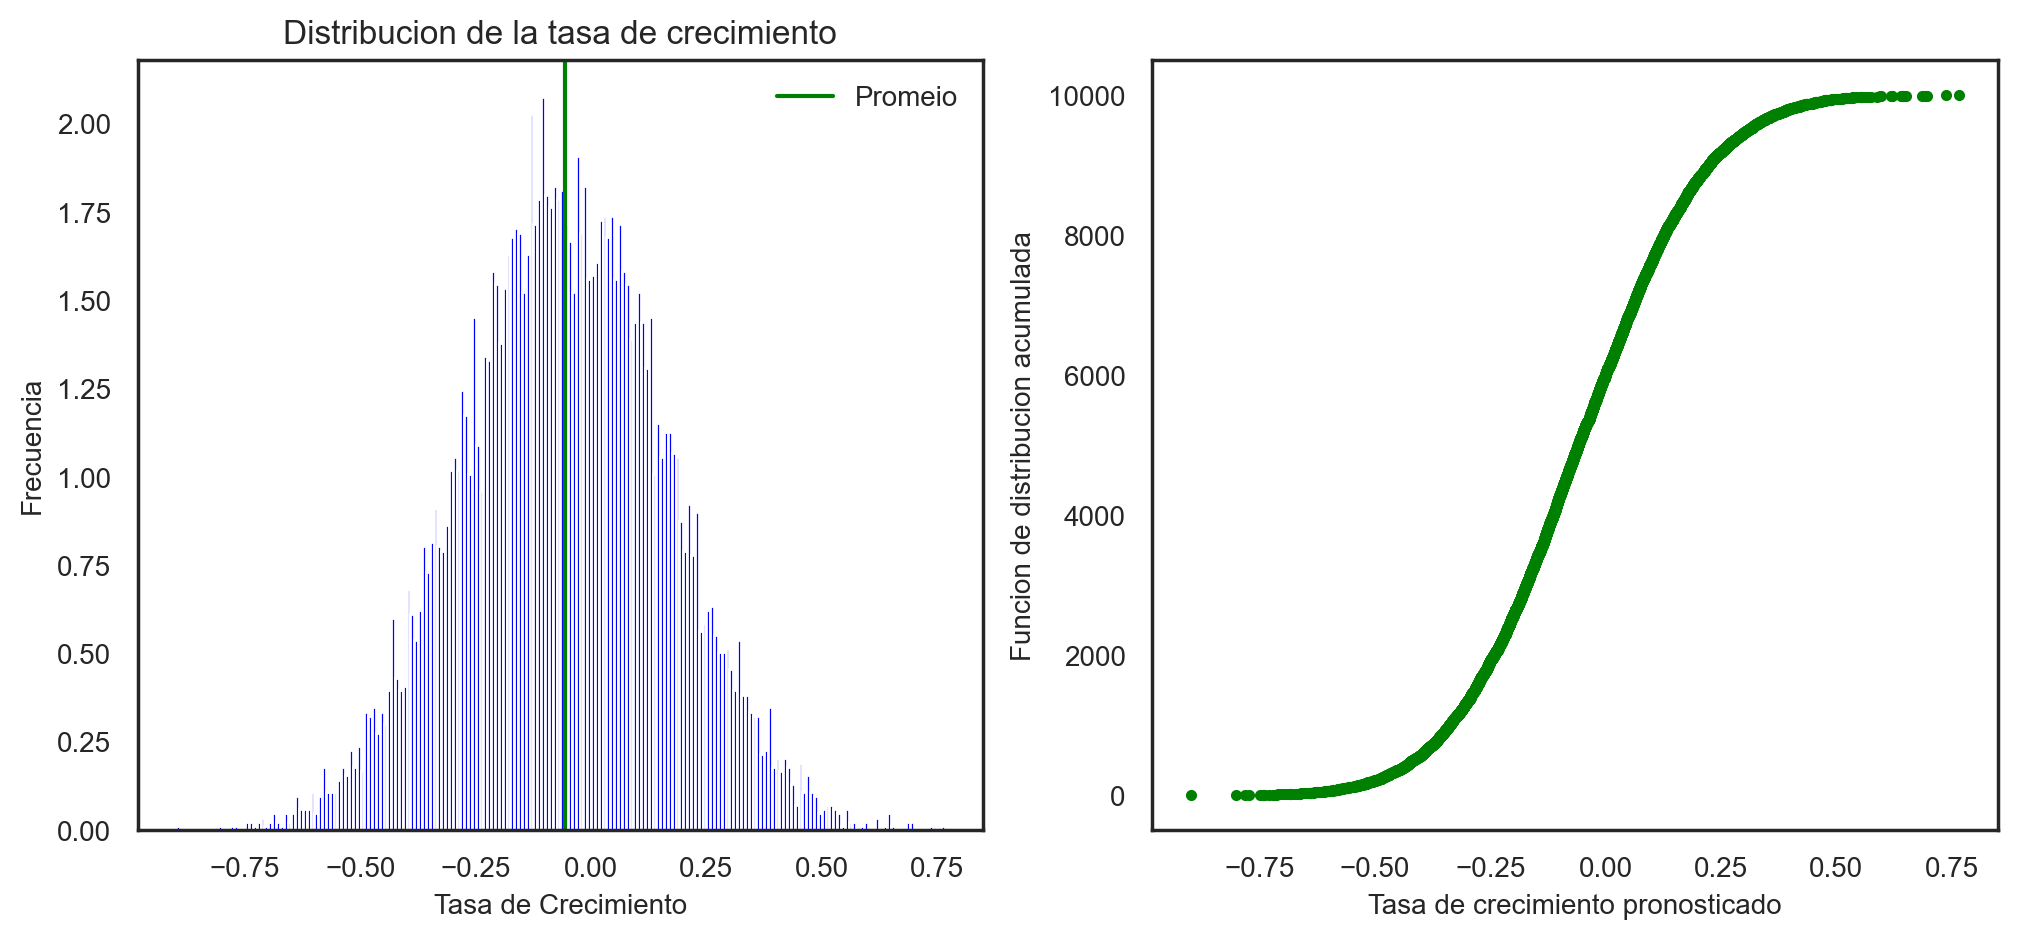 Distribucion de la tasa de crecimiento
Promeio
2.00
1.75
1.50
1.25
1.00
0.75
0.50
0.25
0.00
Frecuencia
−0.75 −0.50 −0.25 0.00 0.25 0.50 0.75
Tasa de Crecimiento
10000
8000
6000
4000
2000
0
Funcion de distribucion acumulada
−0.75 −0.50 −0.25 0.00 0.25 0.50 0.75
Tasa de crecimiento pronosticado